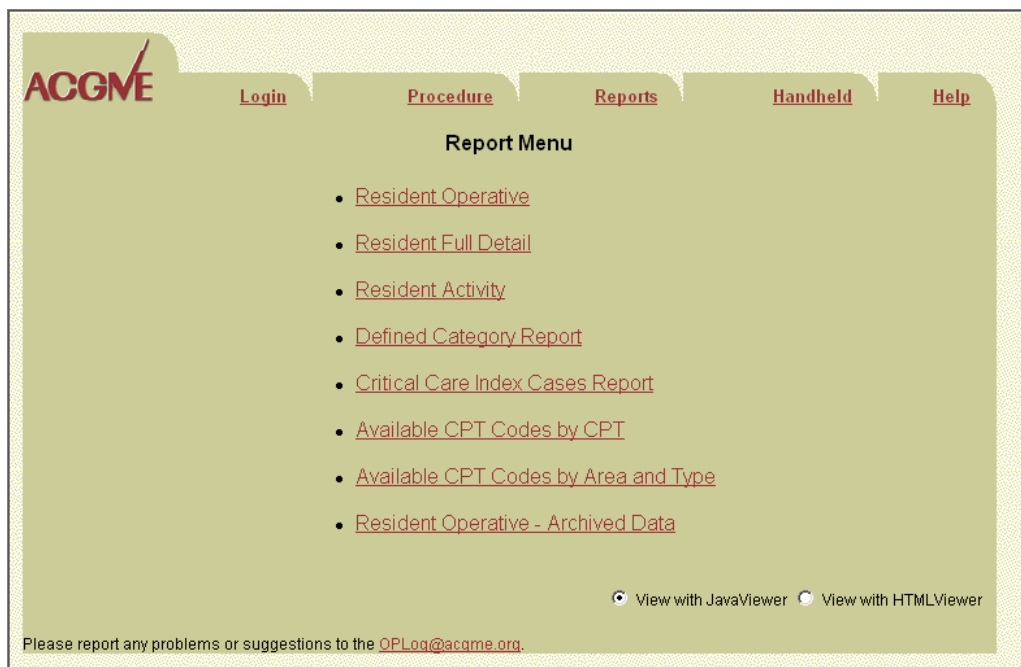 ACGME
Login Procedure Reports Handheld Help
Report Menu
Resident Operative
Resident Full Detail
Resident Activity
Defined Category Report
Critical Care Index Cases Report
Available CPT Codes by CPT
Available CPT Codes by Area and Type
Resident Operative - Archived Data
View with JavaViewer View with HTMLViewer
Please report any problems or suggestions to the OPLog@acgme.org.